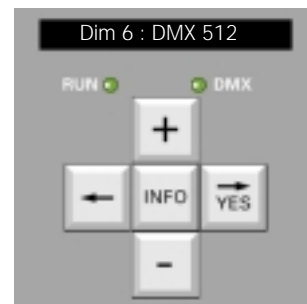 Dim 6 : DMX 512
RUN DMX
+
← INFO → YES
-